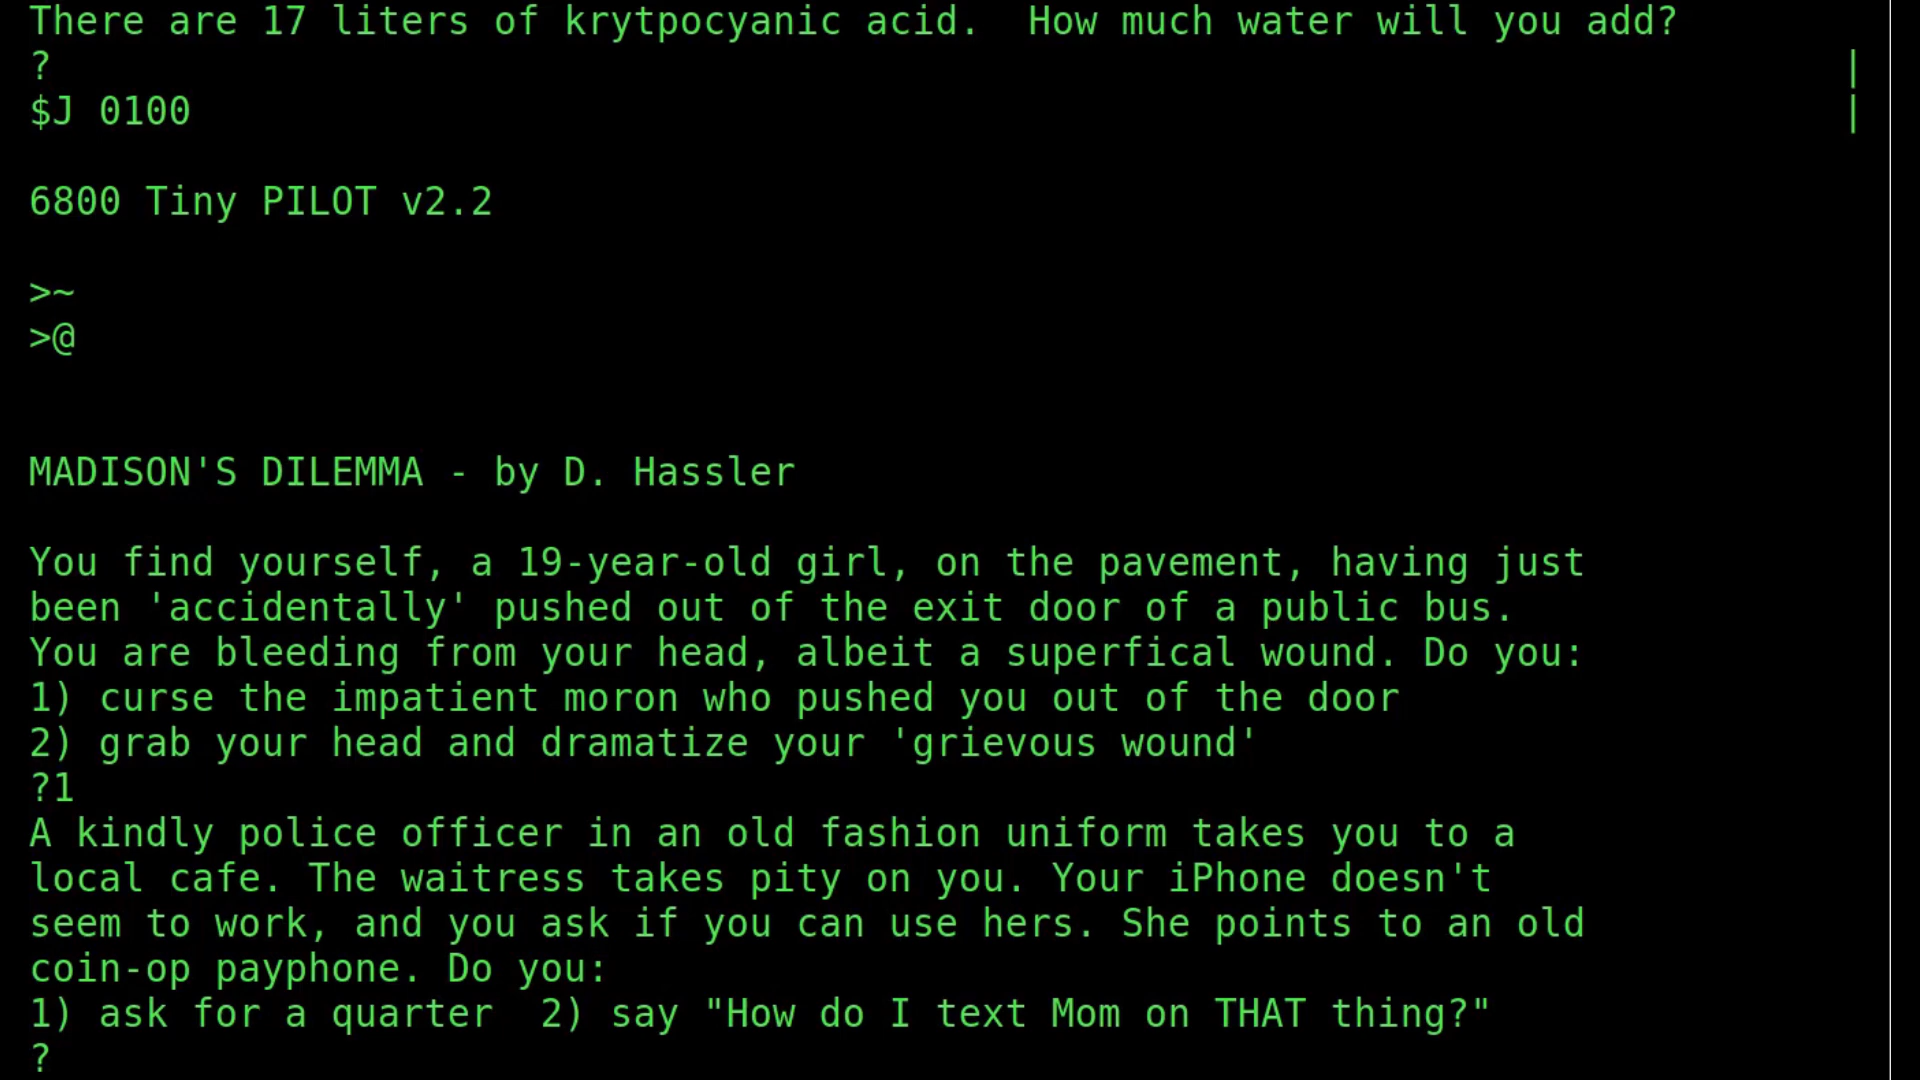 There are 17 liters of krytpocyanic acid.  How much water will you add?
?
$J 0100
6800 Tiny PILOT v2.2
>~
>@
MADISON'S DILEMMA - by D. Hassler
You find yourself, a 19-year-old girl, on the pavement, having just
been 'accidentally' pushed out of the exit door of a public bus.
You are bleeding from your head, albeit a superfical wound. Do you:
1) curse the impatient moron who pushed you out of the door
2) grab your head and dramatize your 'grievous wound'
?1
A kindly police officer in an old fashion uniform takes you to a
local cafe. The waitress takes pity on you. Your iPhone doesn't
seem to work, and you ask if you can use hers. She points to an old
coin-op payphone. Do you:
1) ask for a quarter  2) say "How do I text Mom on THAT thing?"
?